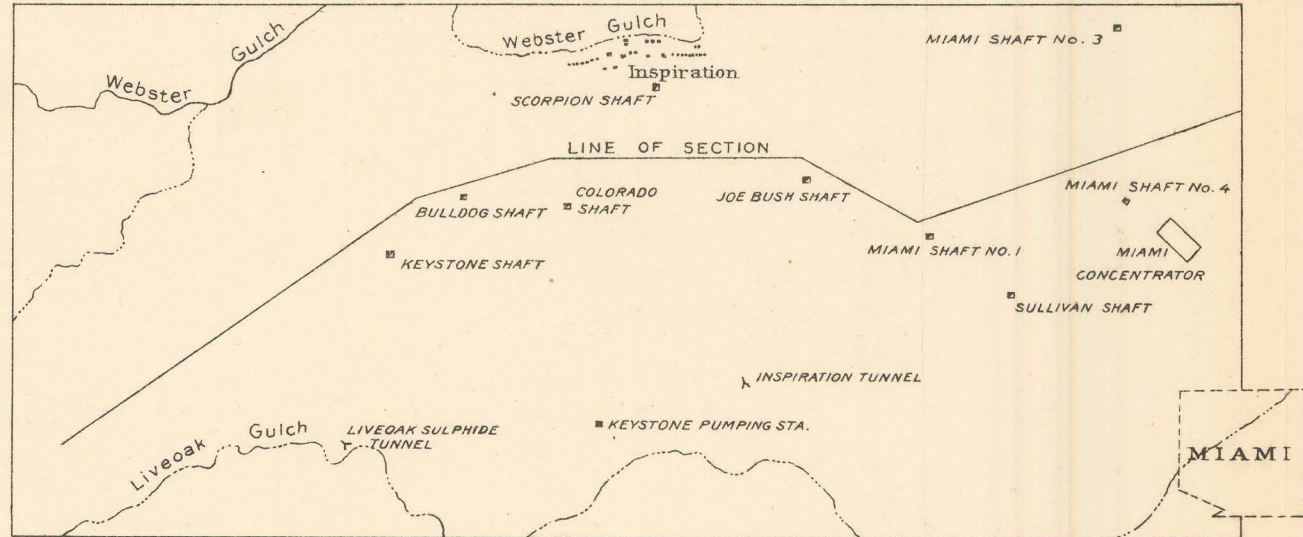 Webster Gulch
Webster Gulch
Inspiration
MIAMI SHAFT No. 3
SCORPION SHAFT
LINE OF SECTION
BULLDOG SHAFT
COLORADO
SHAFT
JOE BUSH SHAFT
MIAMI SHAFT No. 4
KEYSTONE SHAFT
MIAMI SHAFT NO. 1
MIAMI
CONCENTRATOR
SULLIVAN SHAFT
INSPIRATION TUNNEL
Liveoak Gulch
LIVEOAK SULPHIDE
TUNNEL
KEYSTONE PUMPING STA.
MIAMI